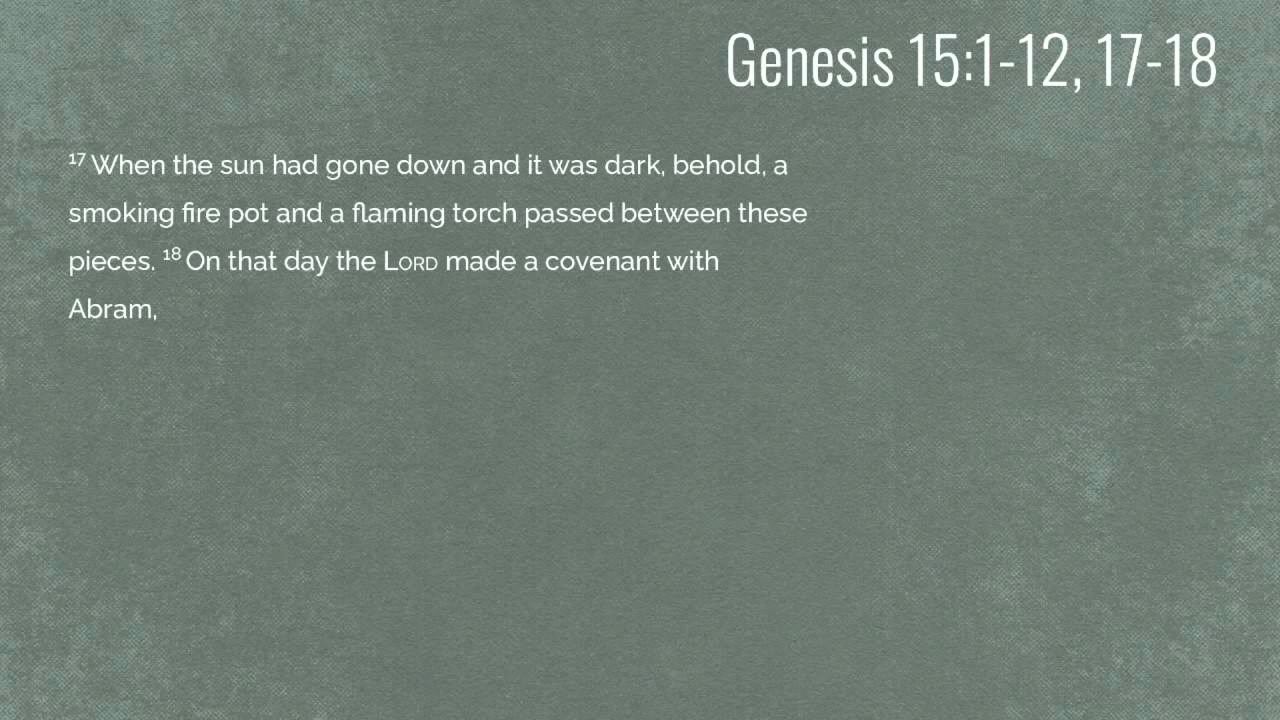 Genesis 15:1-12, 17-18
17 When the sun had gone down and it was dark, behold, a
smoking fire pot and a flaming torch passed between these
pieces. 18 On that day the LORD made a covenant with
Abram,